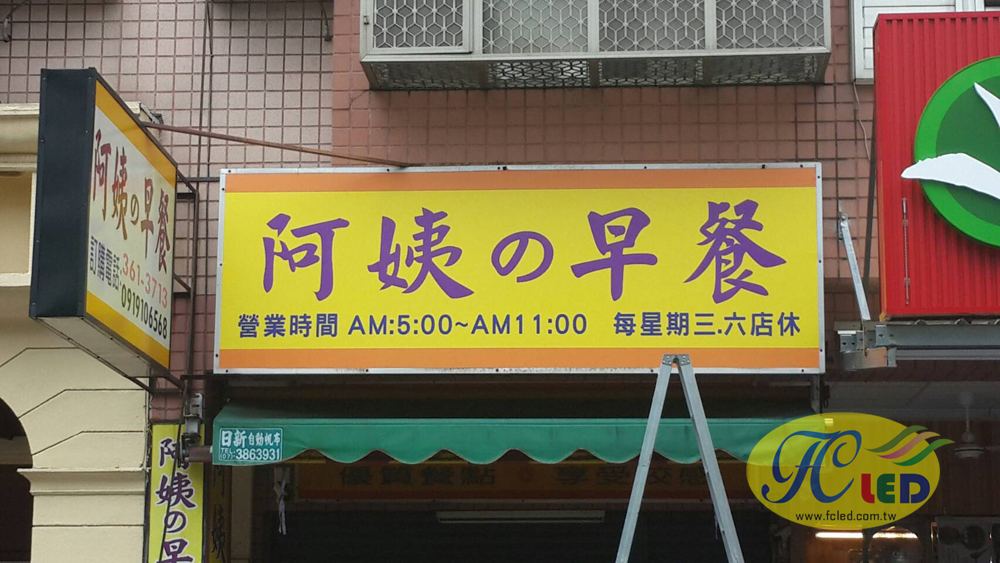 阿姨の早餐
訂購電話:361-3713
0919106568
阿姨の早餐
營業時間 AM:5:00~AM11:00 每星期三.六店休
日新自動帆布
TEL(07)3863931
阿姨の早
FC LED
www.fcled.com.tw